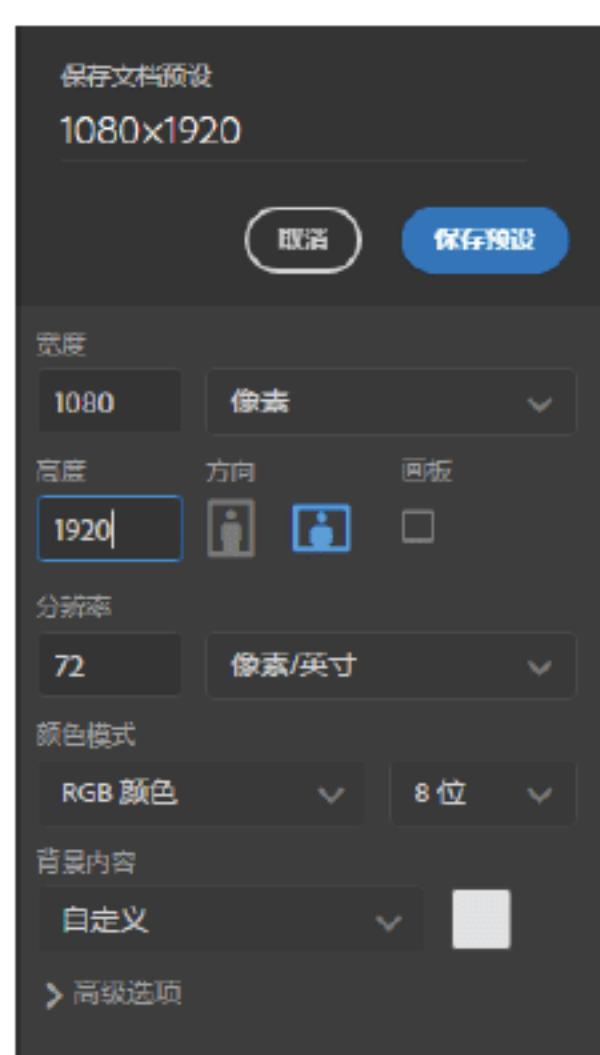 保存文档预设
1080×1920
取消 保存预设
宽度
1080 像素
高度 方向 画板
1920
分辨率
72 像素/英寸
颜色模式
RGB 颜色 8 位
背景内容
自定义
高级选项